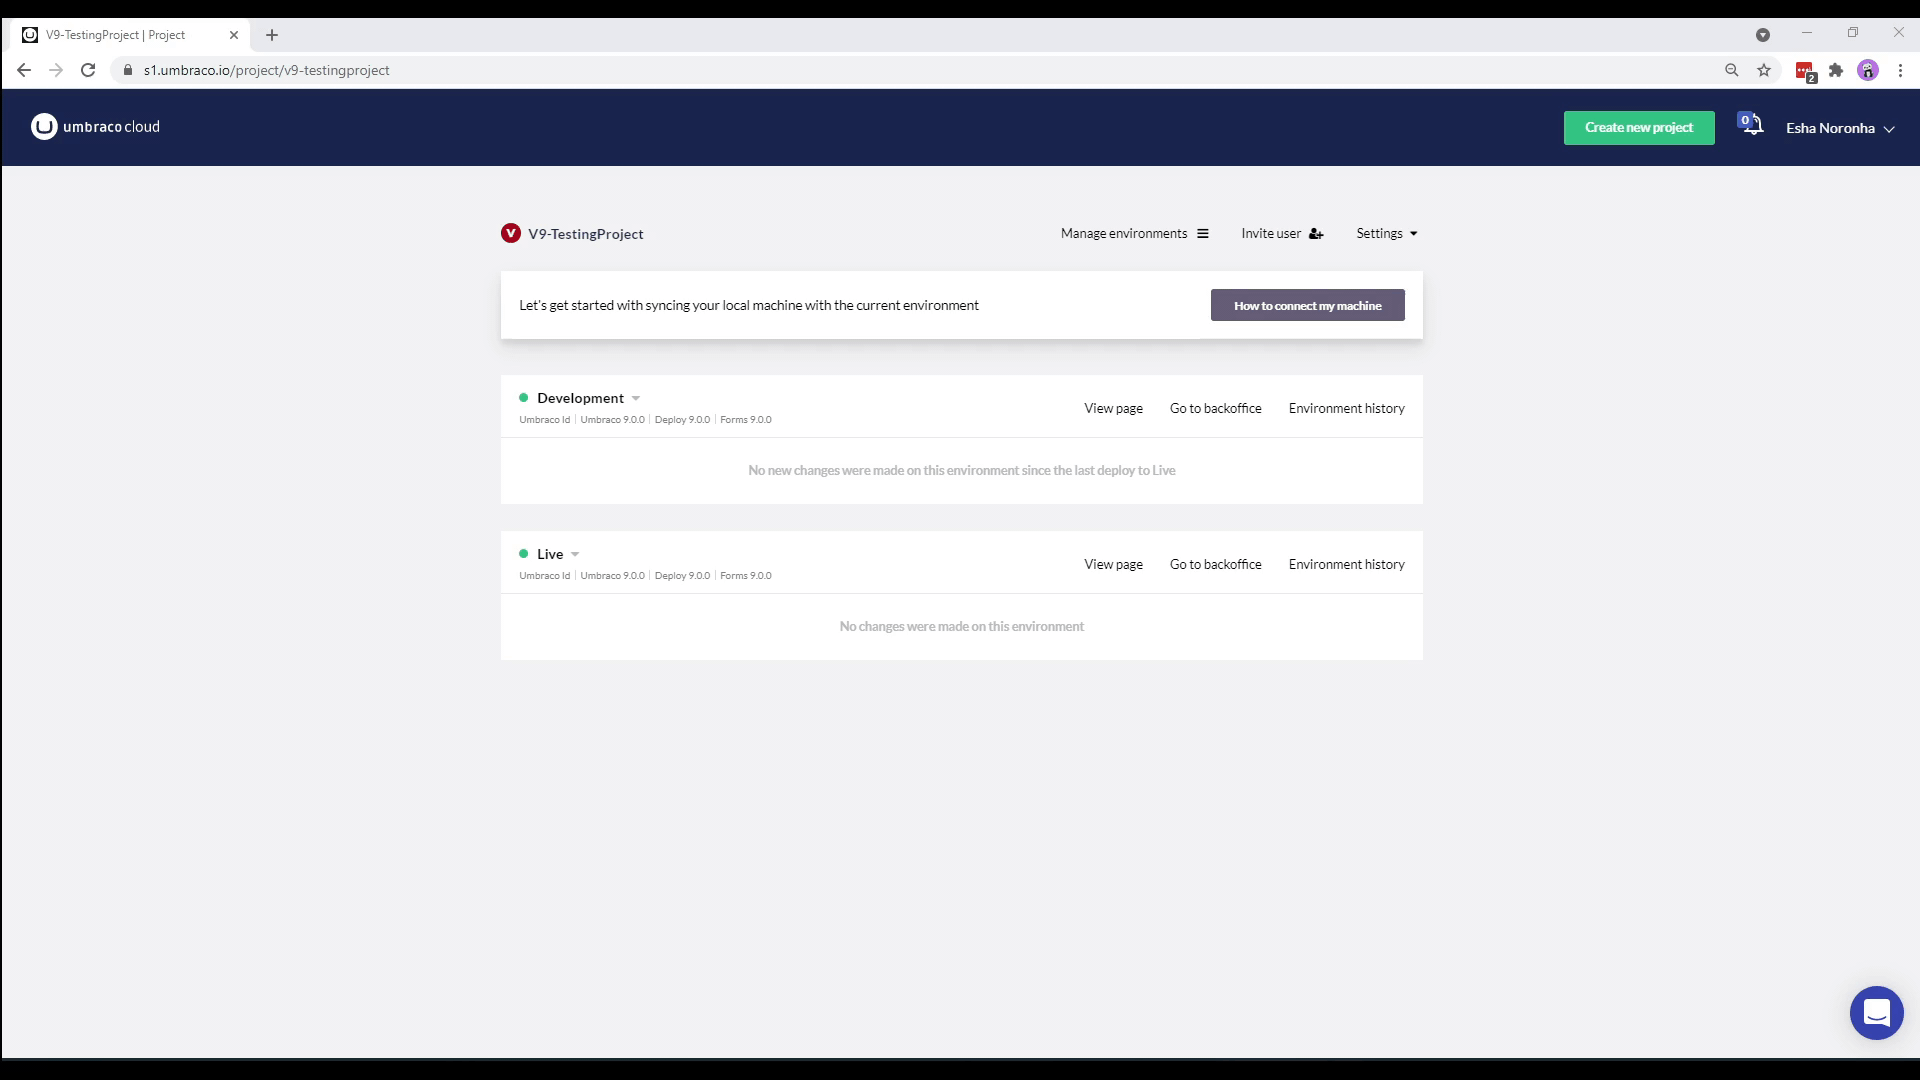 V9-TestingProject | Project
s1.umbraco.io/project/v9-testingproject
2
umbraco cloud
Create new project
0
Esha Noronha
V
V9-TestingProject
Manage environments
Invite user
Settings
Let's get started with syncing your local machine with the current environment
How to connect my machine
Development
View page
Go to backoffice
Environment history
Umbraco Id | Umbraco 9.0.0 | Deploy 9.0.0 | Forms 9.0.0
No new changes were made on this environment since the last deploy to Live
Live
View page
Go to backoffice
Environment history
Umbraco Id | Umbraco 9.0.0 | Deploy 9.0.0 | Forms 9.0.0
No changes were made on this environment